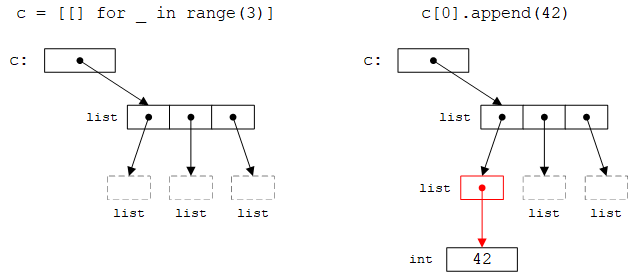 c = [[] for _ in range(3)]
c:
list
list list list
c[0].append(42)
c:
list
list
list list
int 42